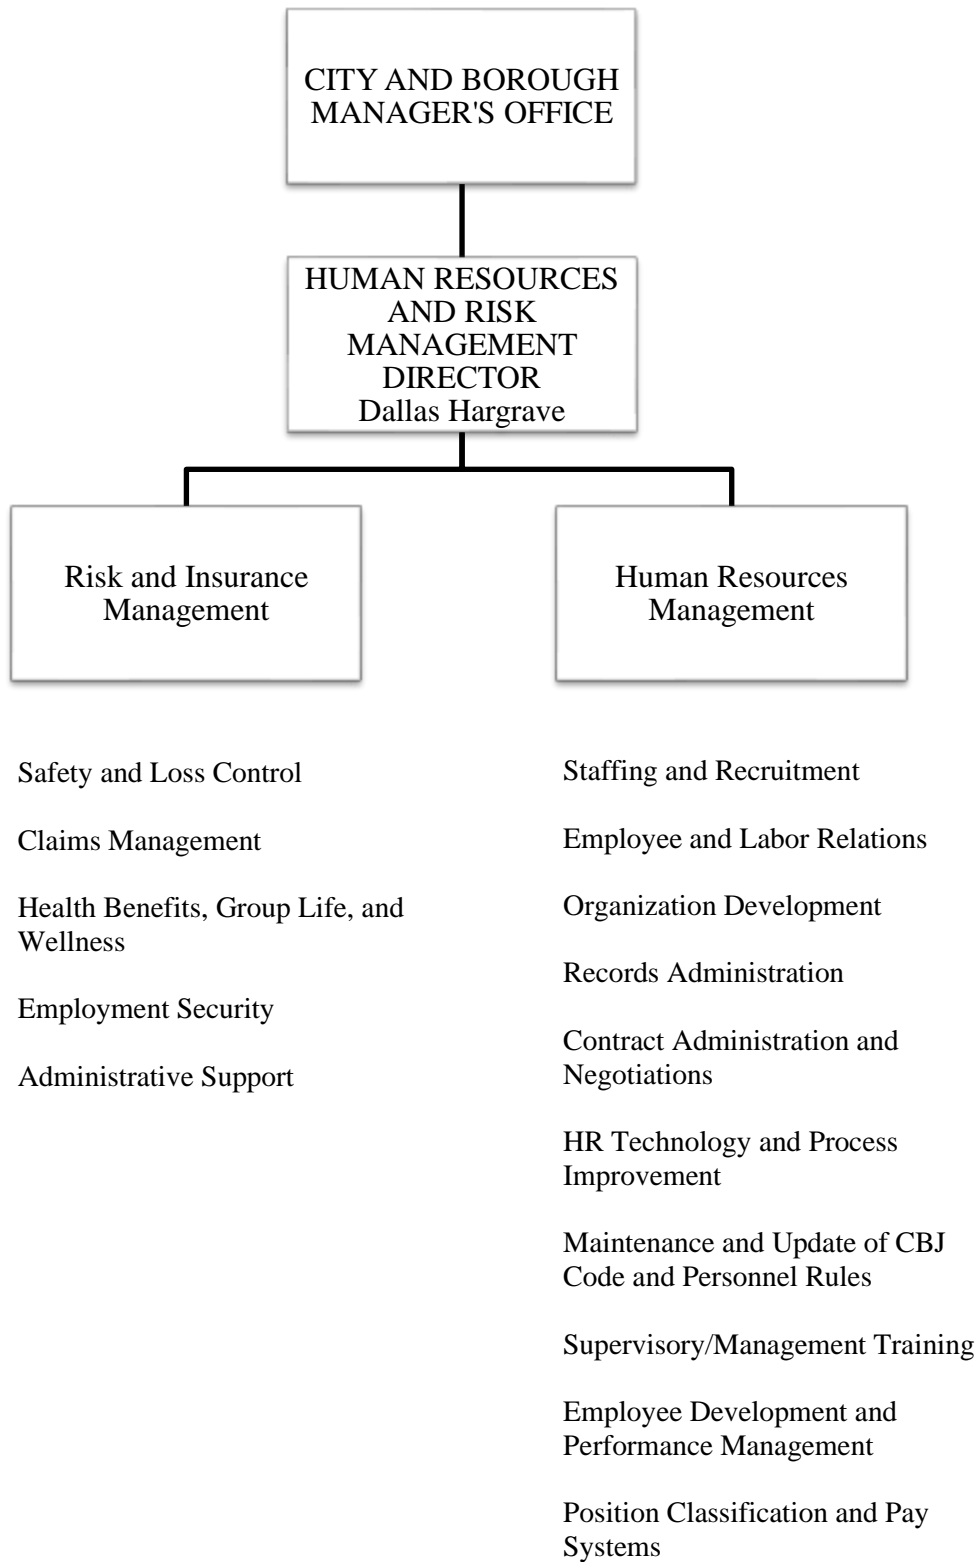 CITY AND BOROUGH
MANAGER'S OFFICE
HUMAN RESOURCES
AND RISK
MANAGEMENT
DIRECTOR
Dallas Hargrave
Risk and Insurance
Management
Human Resources
Management
Safety and Loss Control
Claims Management
Health Benefits, Group Life, and
Wellness
Employment Security
Administrative Support
Staffing and Recruitment
Employee and Labor Relations
Organization Development
Records Administration
Contract Administration and
Negotiations
HR Technology and Process
Improvement
Maintenance and Update of CBJ
Code and Personnel Rules
Supervisory/Management Training
Employee Development and
Performance Management
Position Classification and Pay
Systems